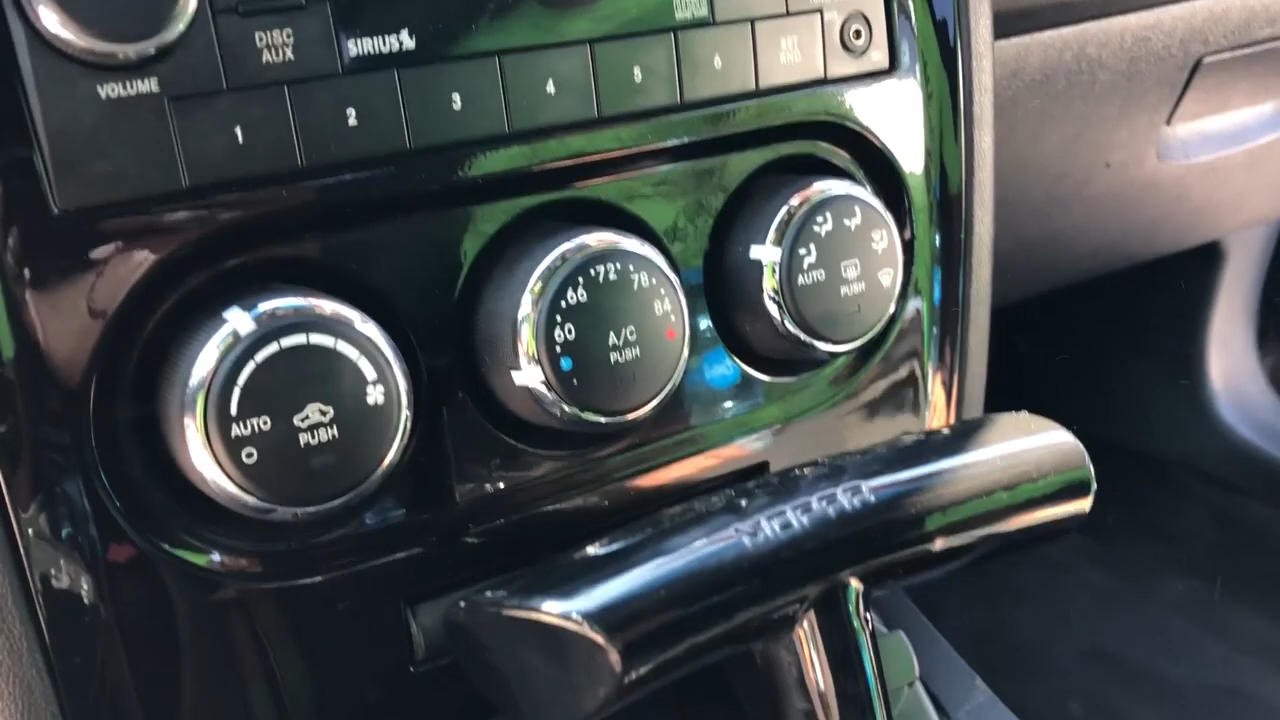 DISC
AUX
SIRIUS
VOLUME
1
2
3
4
5
6
RPT
RND
AUTO
PUSH
60
66
72
78
84
A/C
PUSH
AUTO
PUSH
MOPAR